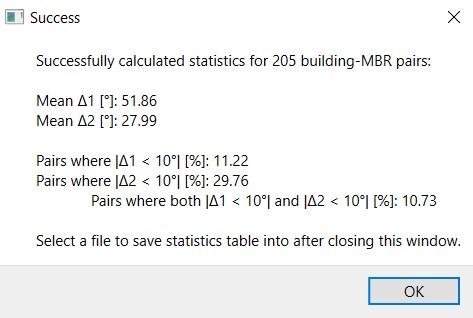 Success
Successfully calculated statistics for 205 building-MBR pairs:
Mean Δ1 [°]: 51.86
Mean Δ2 [°]: 27.99
Pairs where |Δ1 < 10°| [%]: 11.22
Pairs where |Δ2 < 10°| [%]: 29.76
Pairs where both |Δ1 < 10°| and |Δ2 < 10°| [%]: 10.73
Select a file to save statistics table into after closing this window.
OK